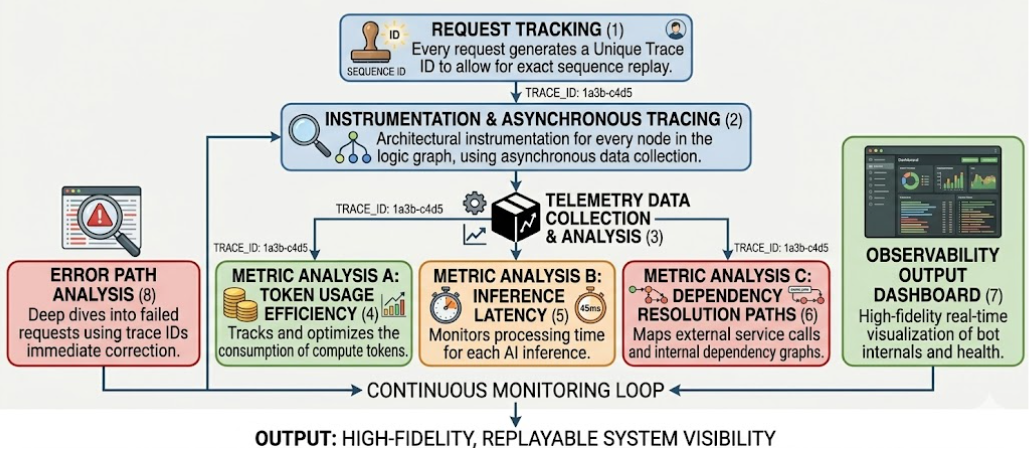 ID
SEQUENCE ID
REQUEST TRACKING (1)
Every request generates a Unique Trace
ID to allow for exact sequence replay.
TRACE_ID: 1a3b-c4d5
INSTRUMENTATION & ASYNCHRONOUS TRACING (2)
Architectural instrumentation for every node in the
logic graph, using asynchronous data collection.
TELEMETRY DATA
COLLECTION
& ANALYSIS (3)
TRACE_ID: 1a3b-c4d5
TRACE_ID: 1a3b-c4d5
TRACE_ID: 1a3b-c4d5
ERROR PATH
ANALYSIS (8)
Deep dives into failed
requests using trace IDs
immediate correction.
METRIC ANALYSIS A:
TOKEN USAGE
EFFICIENCY (4)
Tracks and optimizes the
consumption of compute tokens.
METRIC ANALYSIS B:
INFERENCE
LATENCY (5)
45ms
Monitors processing time
for each AI inference.
METRIC ANALYSIS C:
DEPENDENCY
RESOLUTION PATHS (6)
Maps external service calls
and internal dependency graphs.
Dashboard
OBSERVABILITY
OUTPUT
DASHBOARD (7)
High-fidelity real-time
visualization of bot
internals and health.
CONTINUOUS MONITORING LOOP
OUTPUT: HIGH-FIDELITY, REPLAYABLE SYSTEM VISIBILITY